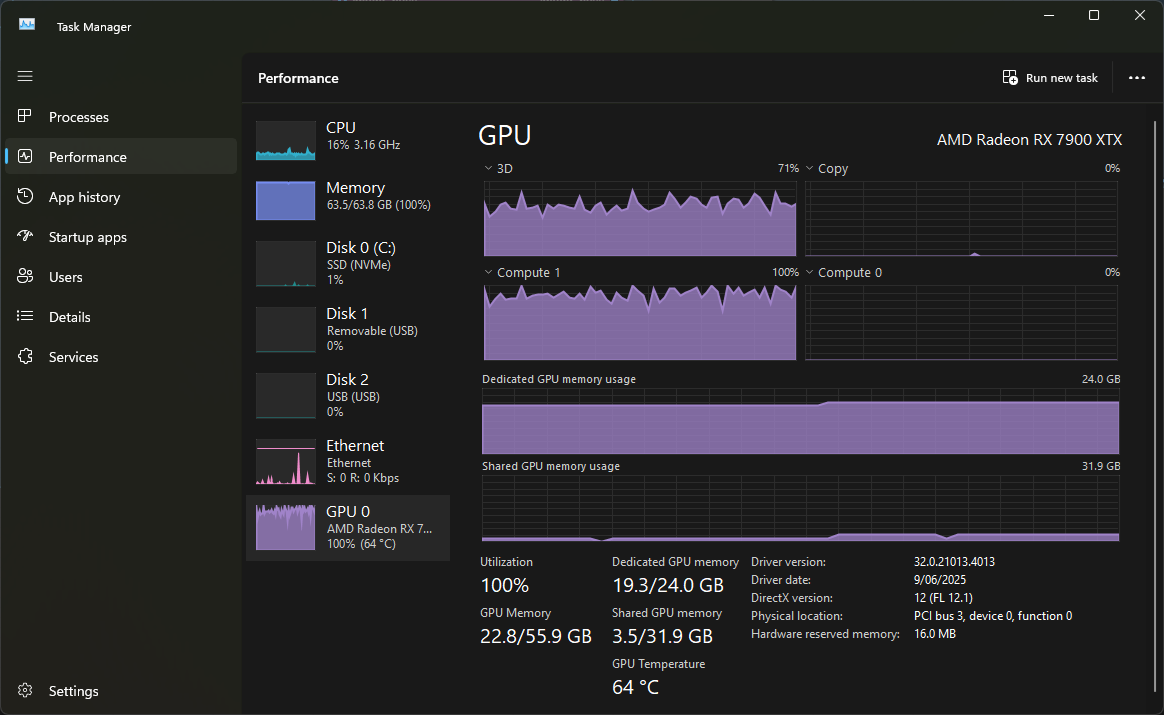 Task Manager
Performance
Run new task
Processes
Performance
App history
Startup apps
Users
Details
Services
Settings
CPU
16% 3.16 GHz
Memory
63.5/63.8 GB (100%)
Disk 0 (C:)
SSD (NVMe)
1%
Disk 1
Removable (USB)
0%
Disk 2
USB (USB)
0%
Ethernet
Ethernet
S: 0 R: 0 Kbps
GPU 0
AMD Radeon RX 7...
100% (64 °C)
GPU
AMD Radeon RX 7900 XTX
3D 71%
Copy 0%
Compute 1 100%
Compute 0 0%
Dedicated GPU memory usage 24.0 GB
Shared GPU memory usage 31.9 GB
Utilization
100%
Dedicated GPU memory
19.3/24.0 GB
GPU Memory
22.8/55.9 GB
Shared GPU memory
3.5/31.9 GB
GPU Temperature
64 °C
Driver version: 32.0.21013.4013
Driver date: 9/06/2025
DirectX version: 12 (FL 12.1)
Physical location: PCI bus 3, device 0, function 0
Hardware reserved memory: 16.0 MB